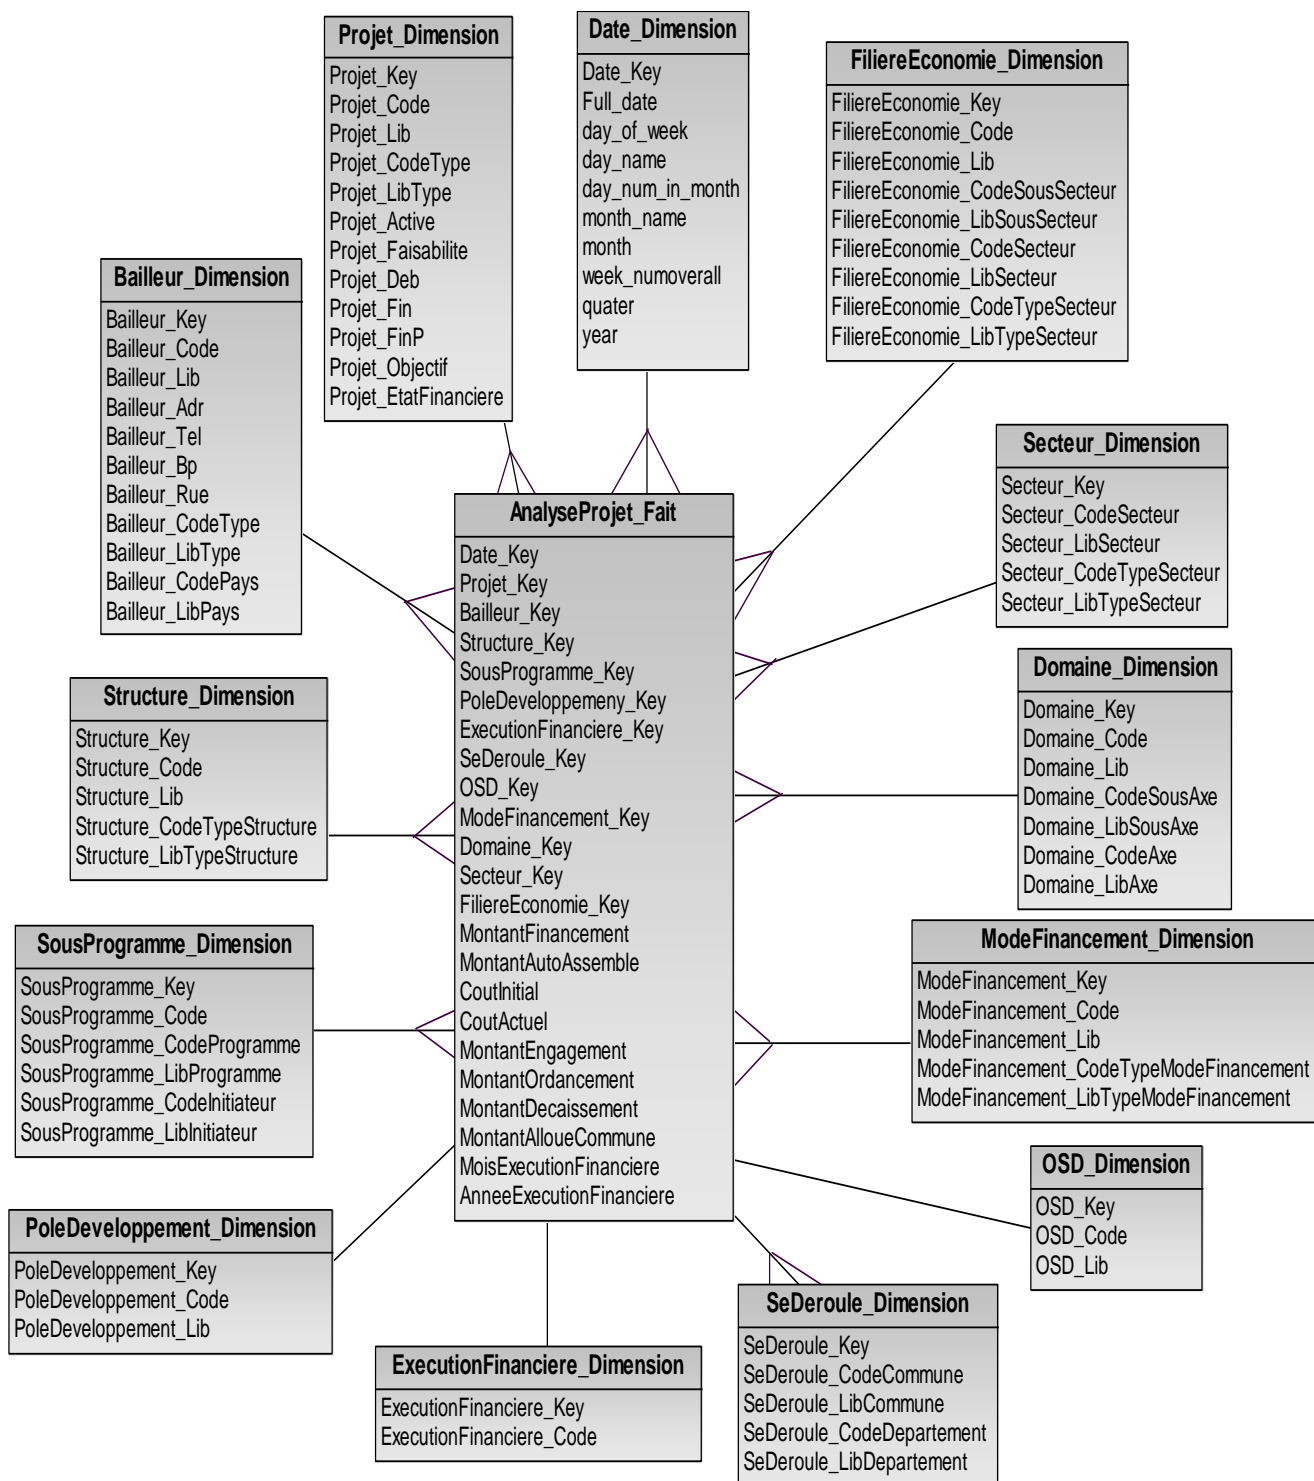 Projet_Dimension
Projet_Key
Projet_Code
Projet_Lib
Projet_CodeType
Projet_LibType
Projet_Active
Projet_Faisabilite
Projet_Deb
Projet_Fin
Projet_FinP
Projet_Objectif
Projet_EtatFinanciere
Date_Dimension
Date_Key
Full_date
day_of_week
day_name
day_num_in_month
month_name
month
week_numoverall
quater
year
FiliereEconomie_Dimension
FiliereEconomie_Key
FiliereEconomie_Code
FiliereEconomie_Lib
FiliereEconomie_CodeSousSecteur
FiliereEconomie_LibSousSecteur
FiliereEconomie_CodeSecteur
FiliereEconomie_LibSecteur
FiliereEconomie_CodeTypeSecteur
FiliereEconomie_LibTypeSecteur
Bailleur_Dimension
Bailleur_Key
Bailleur_Code
Bailleur_Lib
Bailleur_Adr
Bailleur_Tel
Bailleur_Bp
Bailleur_Rue
Bailleur_CodeType
Bailleur_LibType
Bailleur_CodePays
Bailleur_LibPays
Secteur_Dimension
Secteur_Key
Secteur_CodeSecteur
Secteur_LibSecteur
Secteur_CodeTypeSecteur
Secteur_LibTypeSecteur
AnalyseProjet_Fait
Date_Key
Projet_Key
Bailleur_Key
Structure_Key
SousProgramme_Key
PoleDeveloppemeny_Key
ExecutionFinanciere_Key
SeDeroule_Key
OSD_Key
ModeFinancement_Key
Domaine_Key
Secteur_Key
FiliereEconomie_Key
MontantFinancement
MontantAutoAssemble
CoutInitial
CoutActuel
MontantEngagement
MontantOrdancement
MontantDecaissement
MontantAlloueCommune
MoisExecutionFinanciere
AnneeExecutionFinanciere
Structure_Dimension
Structure_Key
Structure_Code
Structure_Lib
Structure_CodeTypeStructure
Structure_LibTypeStructure
Domaine_Dimension
Domaine_Key
Domaine_Code
Domaine_Lib
Domaine_CodeSousAxe
Domaine_LibSousAxe
Domaine_CodeAxe
Domaine_LibAxe
SousProgramme_Dimension
SousProgramme_Key
SousProgramme_Code
SousProgramme_CodeProgramme
SousProgramme_LibProgramme
SousProgramme_CodeInitiateur
SousProgramme_LibInitiateur
ModeFinancement_Dimension
ModeFinancement_Key
ModeFinancement_Code
ModeFinancement_Lib
ModeFinancement_CodeTypeModeFinancement
ModeFinancement_LibTypeModeFinancement
OSD_Dimension
OSD_Key
OSD_Code
OSD_Lib
PoleDeveloppement_Dimension
PoleDeveloppement_Key
PoleDeveloppement_Code
PoleDeveloppement_Lib
ExecutionFinanciere_Dimension
ExecutionFinanciere_Key
ExecutionFinanciere_Code
SeDeroule_Dimension
SeDeroule_Key
SeDeroule_CodeCommune
SeDeroule_LibCommune
SeDeroule_CodeDepartement
SeDeroule_LibDepartement